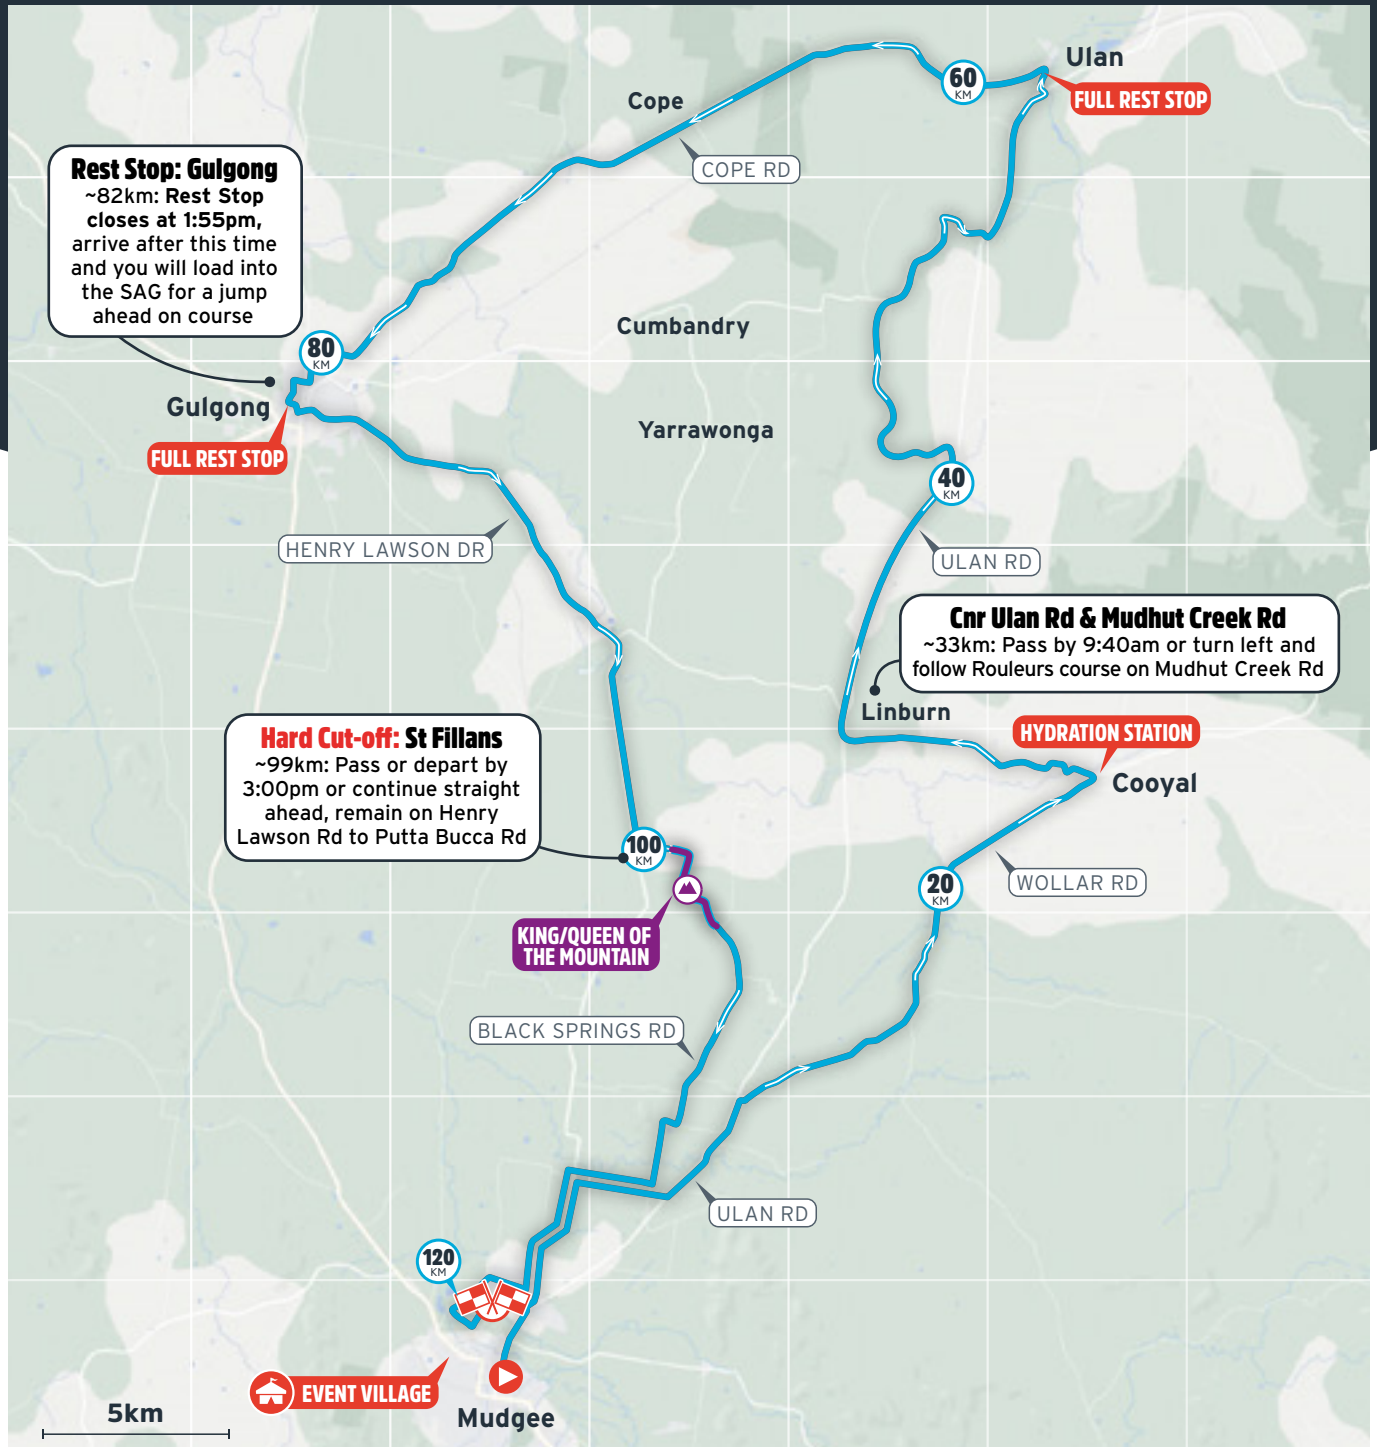 Ulan
60
KM
FULL REST STOP
Cope
COPE RD
Rest Stop: Gulgong
~82km: Rest Stop
closes at 1:55pm,
arrive after this time
and you will load into
the SAG for a jump
ahead on course
Cumbandry
80
KM
Gulgong
Yarrawonga
FULL REST STOP
40
KM
HENRY LAWSON DR
ULAN RD
Cnr Ulan Rd & Mudhut Creek Rd
~33km: Pass by 9:40am or turn left and
follow Rouleurs course on Mudhut Creek Rd
Linburn
HYDRATION STATION
Cooyal
Hard Cut-off: St Fillans
~99km: Pass or depart by
3:00pm or continue straight
ahead, remain on Henry
Lawson Rd to Putta Bucca Rd
100
KM
20
KM
WOLLAR RD
KING/QUEEN OF
THE MOUNTAIN
BLACK SPRINGS RD
ULAN RD
120
KM
EVENT VILLAGE
Mudgee
5km